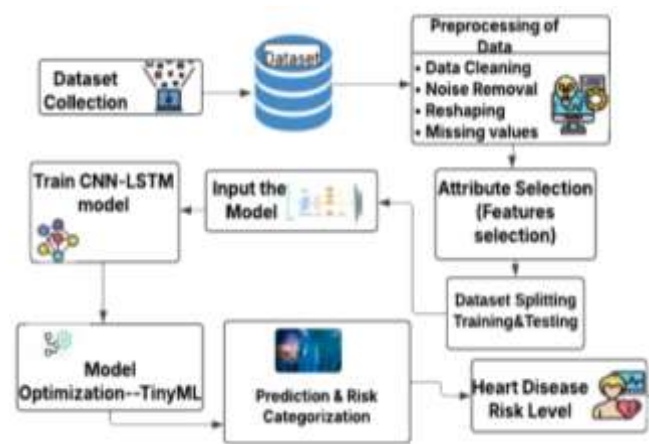 Dataset
Collection
Dataset
Preprocessing of
Data
• Data Cleaning
• Noise Removal
• Reshaping
• Missing values
Attribute Selection
(Features
selection)
Dataset Splitting
Training&Testing
Input the
Model
Train CNN-LSTM
model
Model
Optimization--TinyML
Prediction & Risk
Categorization
Heart Disease
Risk Level